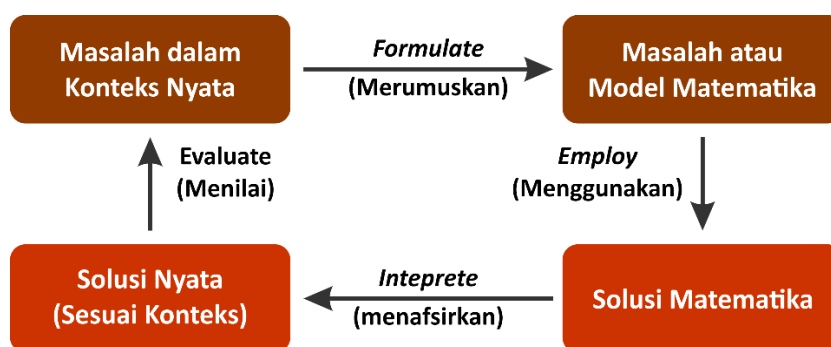 Masalah dalam
Konteks Nyata
Formulate
(Merumuskan)
Masalah atau
Model Matematika
Evaluate
(Menilai)
Employ
(Menggunakan)
Solusi Nyata
(Sesuai Konteks)
Inteprete
(menafsirkan)
Solusi Matematika